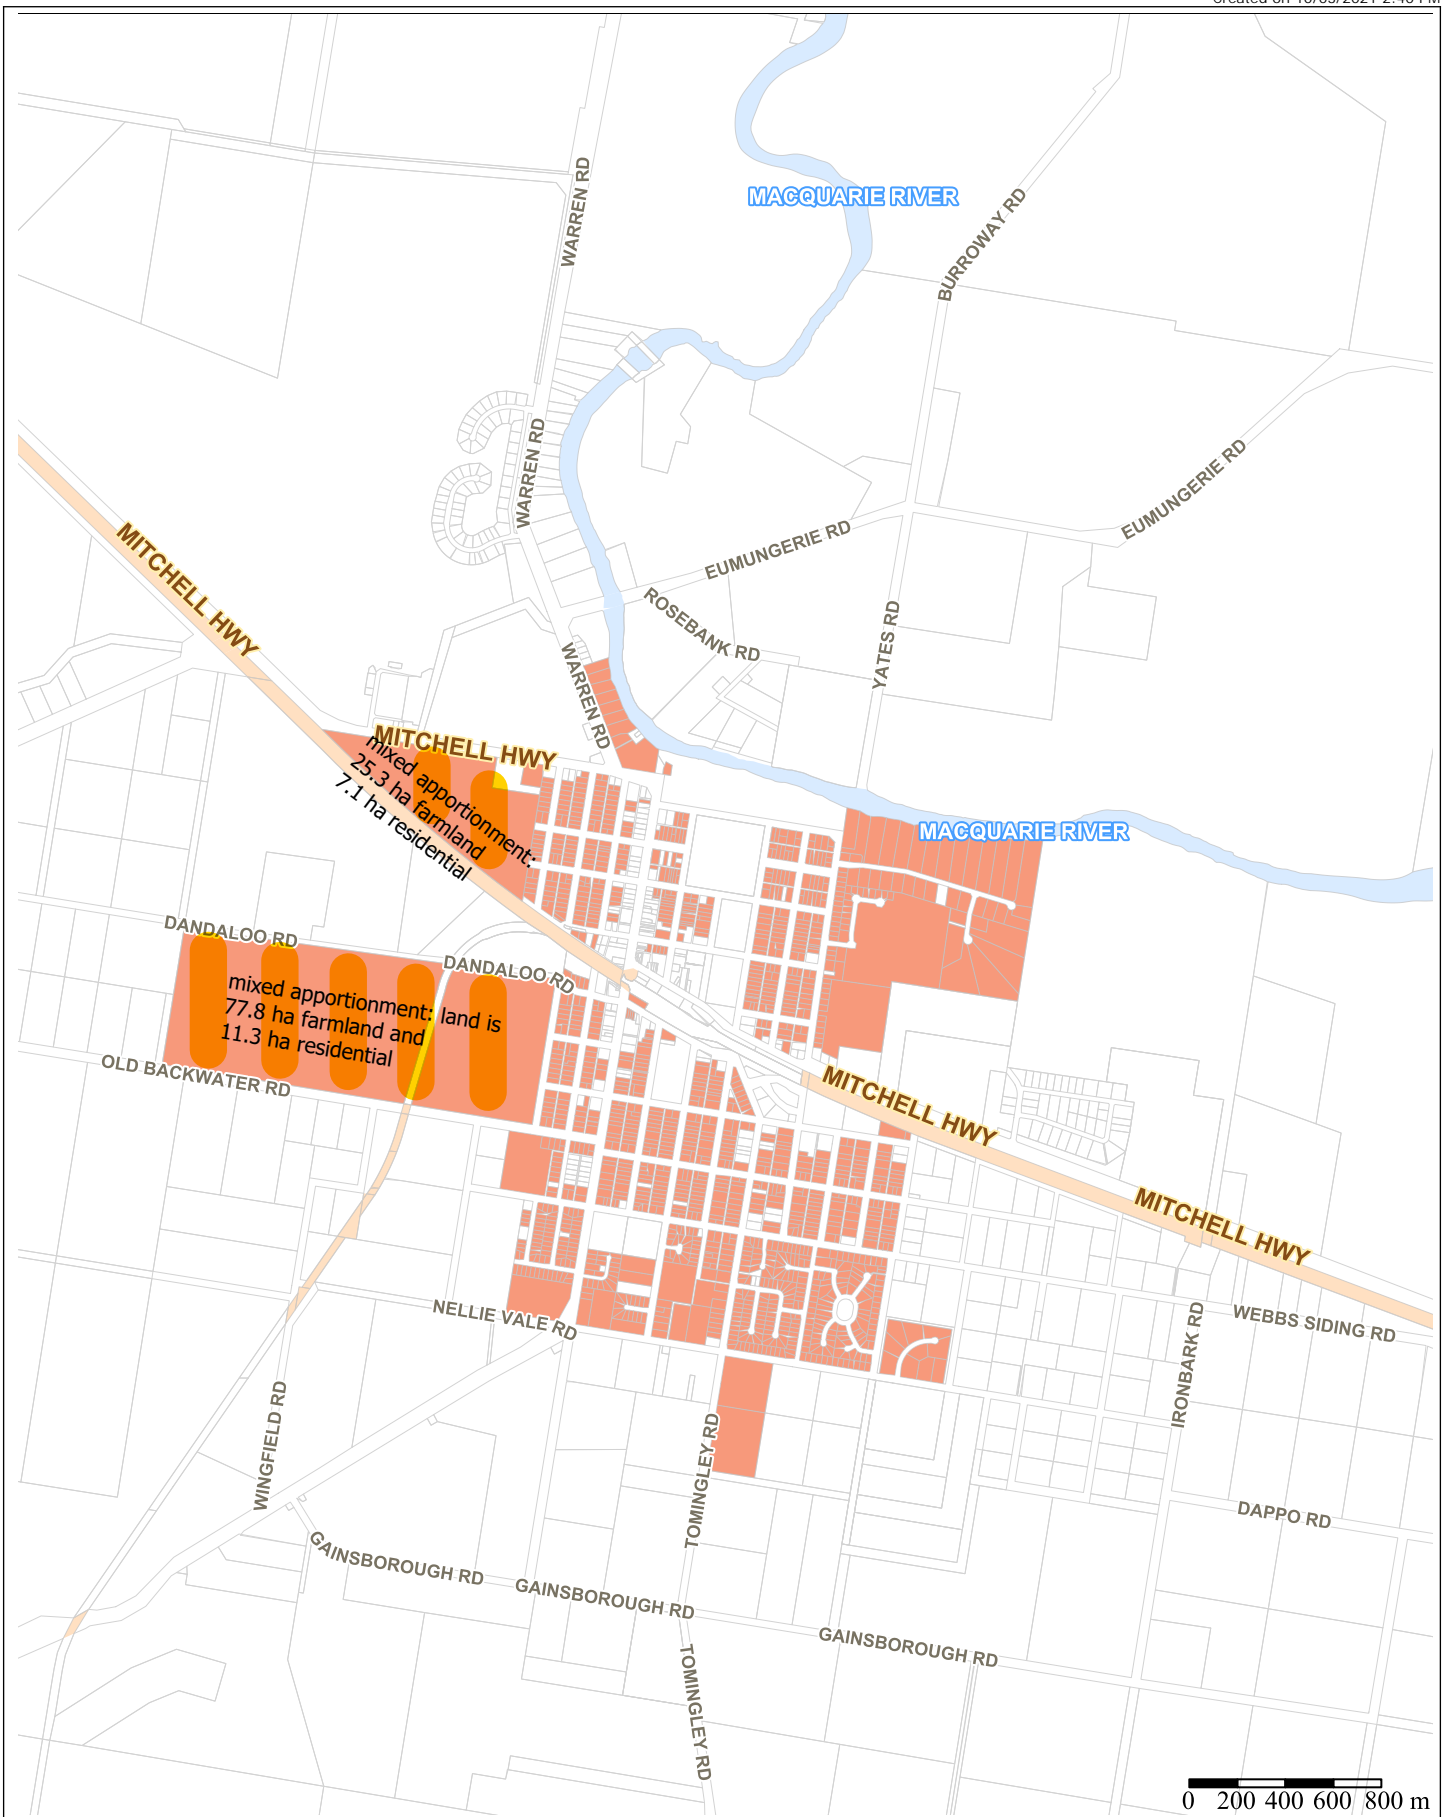 WARREN RD
MACQUARIE RIVER
BURROWAY RD
WARREN RD
EUMUNGERIE RD
MITCHELL HWY
EUMUNGERIE RD
ROSEBANK RD
YATES RD
WARREN RD
MITCHELL HWY
mixed apportionment:
25.3 ha farmland
7.1 ha residential
MACQUARIE RIVER
DANDALOO RD
DANDALOO RD
mixed apportionment: land is
77.8 ha farmland and
11.3 ha residential
OLD BACKWATER RD
MITCHELL HWY
MITCHELL HWY
NELLIE VALE RD
WEBBS SIDING RD
IRONBARK RD
WINGFIELD RD
TOMINGLEY RD
DAPPO RD
GAINSBOROUGH RD
GAINSBOROUGH RD
GAINSBOROUGH RD
TOMINGLEY RD
0 200 400 600 800 m